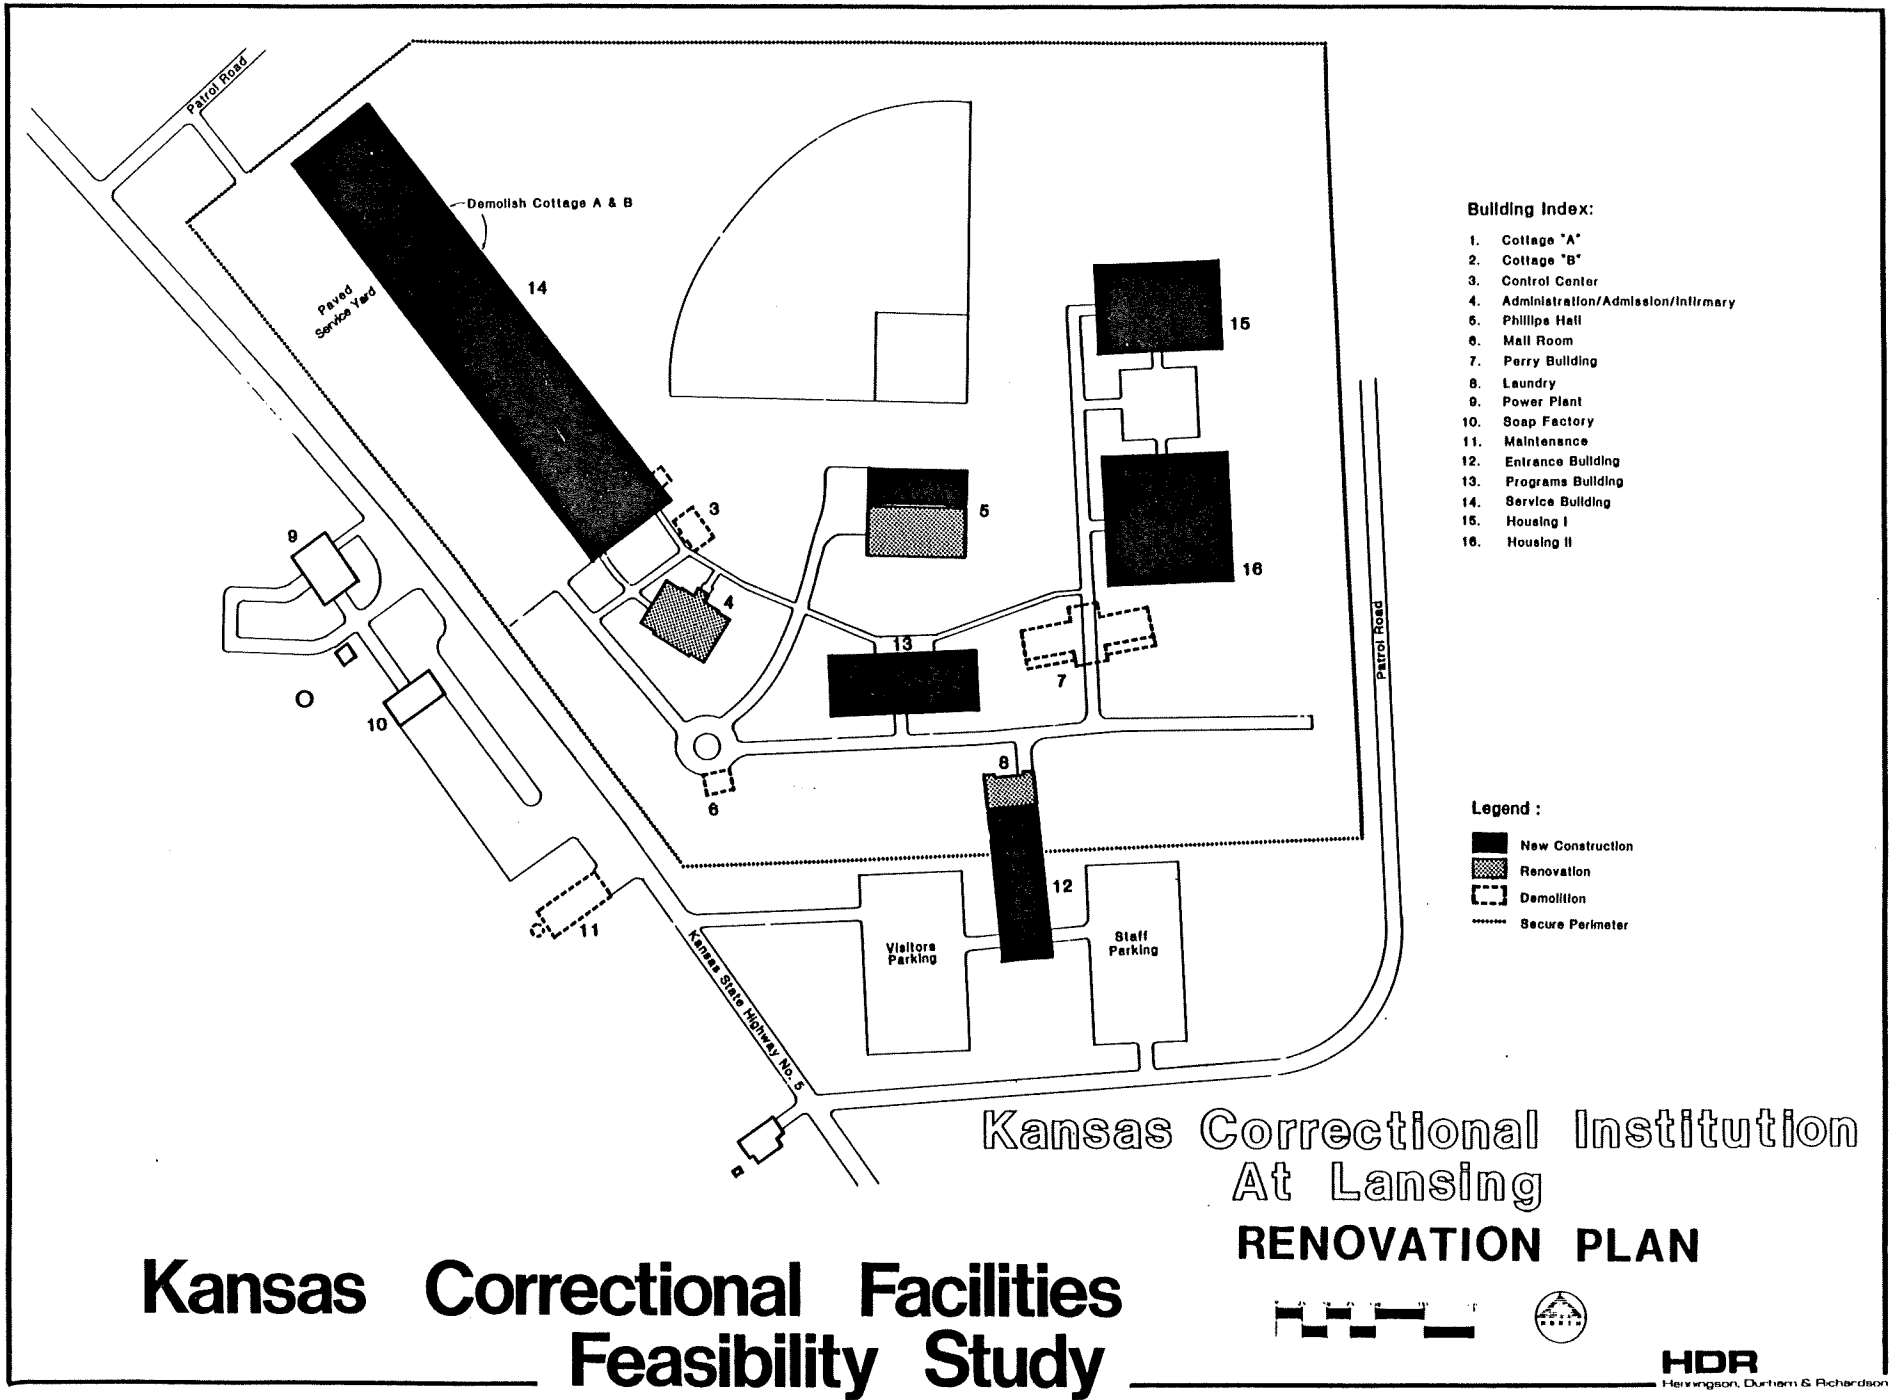 Patrol Road
Demolish Cottage A & B
14
Paved
Service Yard
15
3
5
9
16
4
13
7
10
8
6
12
11
Visitors
Parking
Staff
Parking
Patrol Road
Kansas State Highway No. 5
Building Index:
1. Cottage "A"
2. Cottage "B"
3. Control Center
4. Administration/Admission/Infirmary
5. Phillips Hall
6. Mail Room
7. Perry Building
8. Laundry
9. Power Plant
10. Soap Factory
11. Maintenance
12. Entrance Building
13. Programs Building
14. Service Building
15. Housing I
16. Housing II
Legend :
New Construction
Renovation
Demolition
Secure Perimeter
Kansas Correctional Institution
At Lansing
RENOVATION PLAN
NORTH
Kansas Correctional Facilities
Feasibility Study
HDR
Henningson, Durham & Richardson